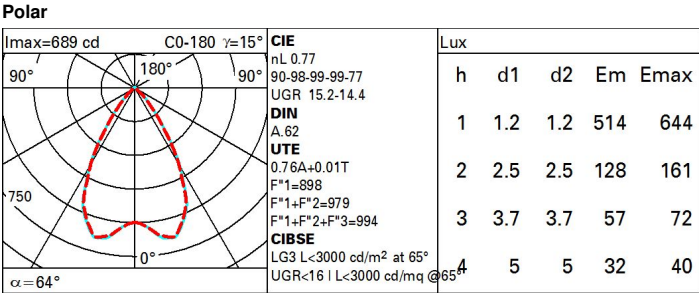 Polar
Imax=689 cd C0-180 γ=15°
90° 180° 90°
750
0°
α=64°
CIE
nL 0.77
90-98-99-99-77
UGR 15.2-14.4
DIN
A.62
UTE
0.76A+0.01T
F"1=898
F"1+F"2=979
F"1+F"2+F"3=994
CIBSE
LG3 L<3000 cd/m² at 65°
UGR<16 | L<3000 cd/mq @65°
Lux
h d1 d2 Em Emax
1 1.2 1.2 514 644
2 2.5 2.5 128 161
3 3.7 3.7 57 72
4 5 5 32 40